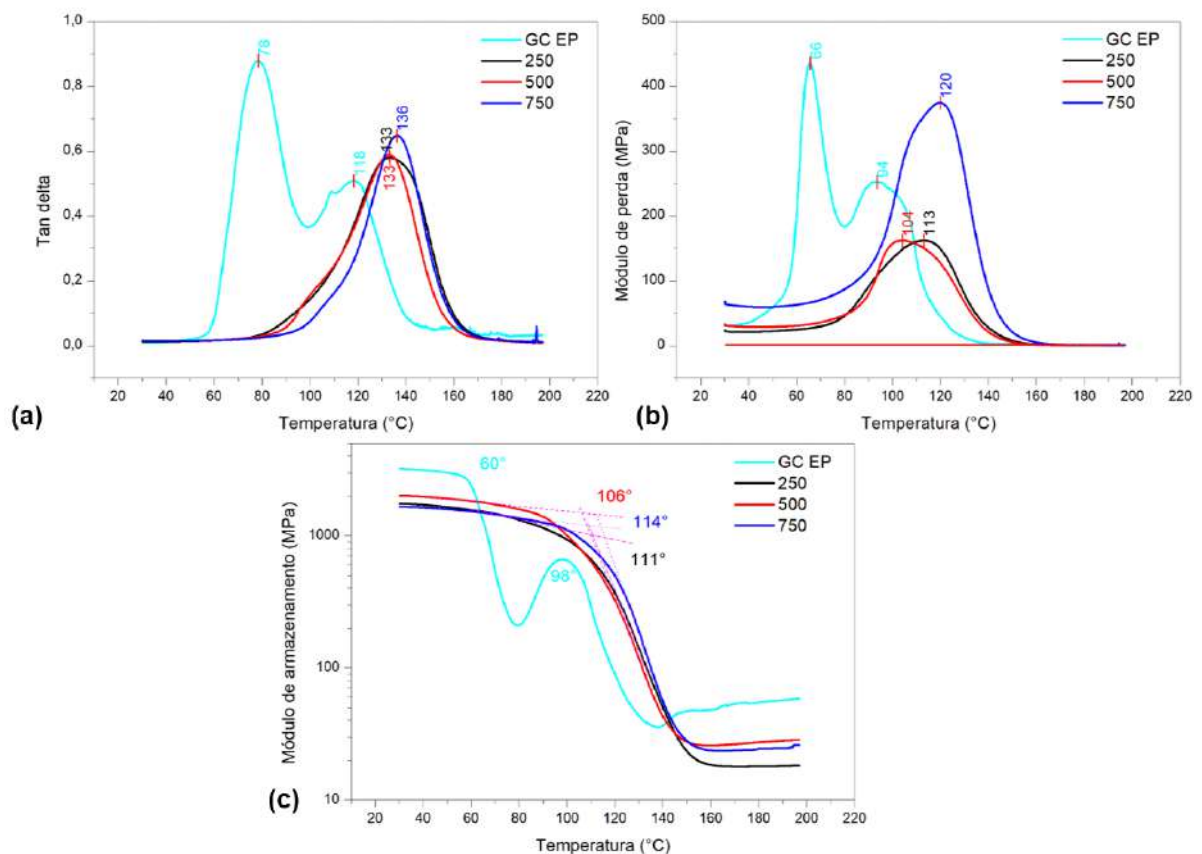 1,0
0,8
0,6
0,4
0,2
0,0
Tan delta
78
118
133
133
136
GC EP
250
500
750
20 40 60 80 100 120 140 160 180 200 220
Temperatura (°C)
(a)
500
400
300
200
100
0
Módulo de perda (MPa)
66
94
104
113
120
GC EP
250
500
750
20 40 60 80 100 120 140 160 180 200 220
Temperatura (°C)
(b)
1000
100
10
Módulo de armazenamento (MPa)
60°
98°
106°
114°
111°
GC EP
250
500
750
20 40 60 80 100 120 140 160 180 200 220
Temperatura (°C)
(c)